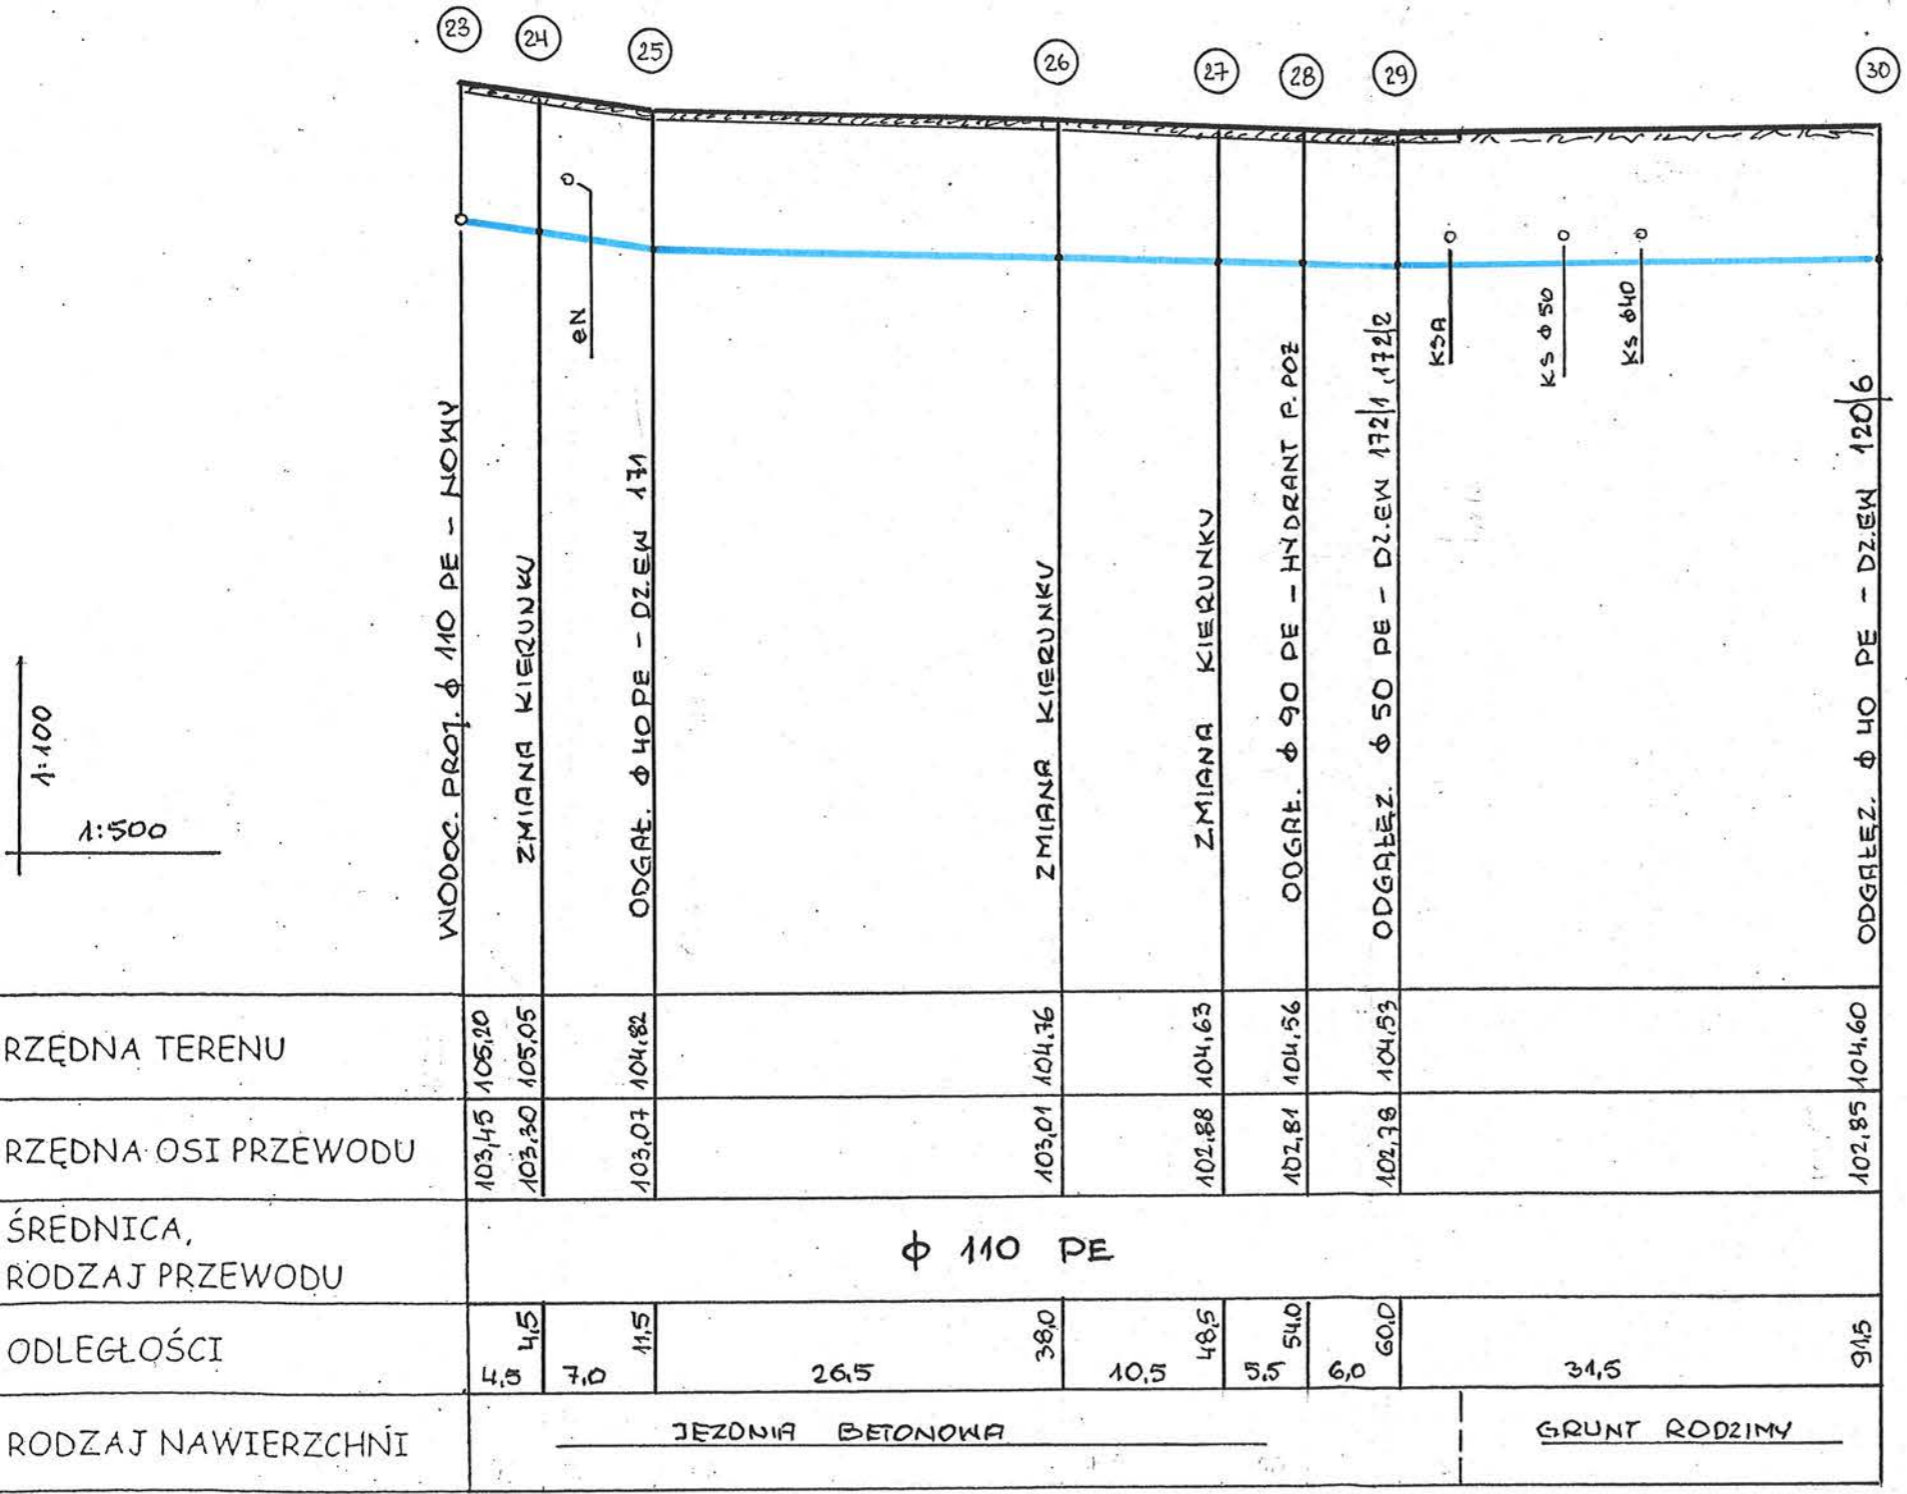 23
24
25
26
27
28
29
30
eN
KSA
KS ϕ 50
KS ϕ40
WODOC. PROJ. ϕ 110 PE - NOWY
ZMIANA KIERUNKU
ODGAŁ. ϕ 40 PE - DZ.EW 171
ZMIANA KIERUNKU
ZMIANA KIERUNKU
ODGAŁ. ϕ 90 PE - HYDRANT P.POŻ
ODGAŁĘZ. ϕ 50 PE - DZ.EW 172/1, 172/2
ODGAŁĘZ. ϕ 40 PE - DZ.EW 120/6
1:100
1:500
RZĘDNA TERENU
105,20 105,05 104,82 104,76 104,63 104,56 104,53 104,60
RZĘDNA OSI PRZEWODU
103,45 103,30 103,07 103,01 102,88 102,81 102,78 102,85
ŚREDNICA,
RODZAJ PRZEWODU
ϕ 110 PE
ODLEGŁOŚCI
4,5 11,5 38,0 48,5 54,0 60,0 91,5
4,5 7,0 26,5 10,5 5,5 6,0 31,5
RODZAJ NAWIERZCHNI
JEZDNIA BETONOWA
GRUNT RODZIMY